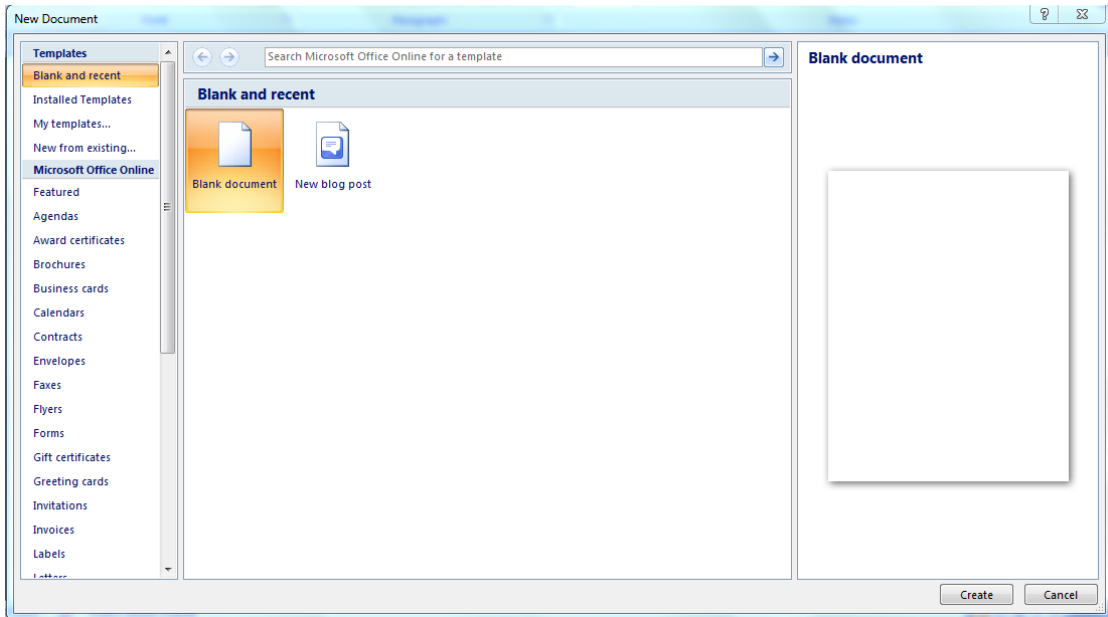 New Document
Templates
Blank and recent
Installed Templates
My templates...
New from existing...
Microsoft Office Online
Featured
Agendas
Award certificates
Brochures
Business cards
Calendars
Contracts
Envelopes
Faxes
Flyers
Forms
Gift certificates
Greeting cards
Invitations
Invoices
Labels
Search Microsoft Office Online for a template
Blank and recent
Blank document
New blog post
Blank document
Create
Cancel